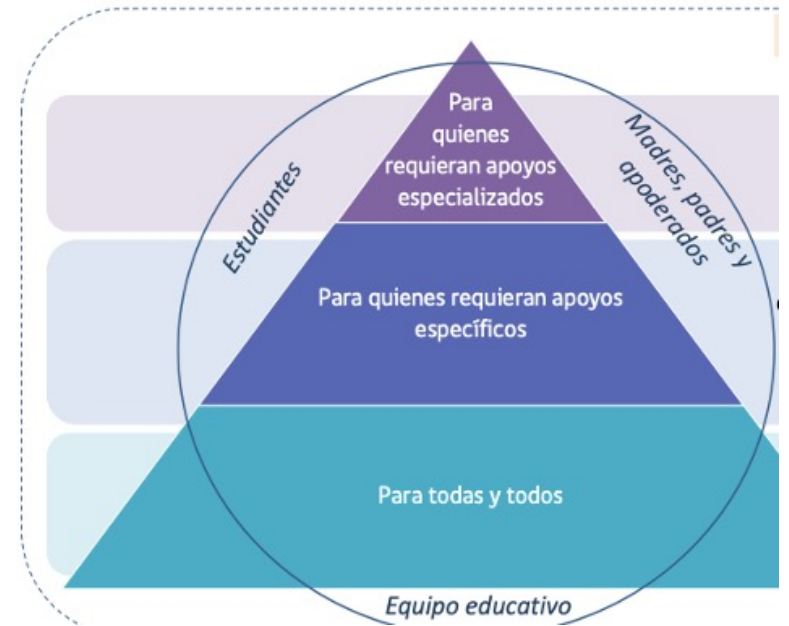 Para
quienes
requieran apoyos
especializados
Estudiantes
Madres, padres y
apoderados
Para quienes requieran apoyos
específicos
Para todas y todos
Equipo educativo